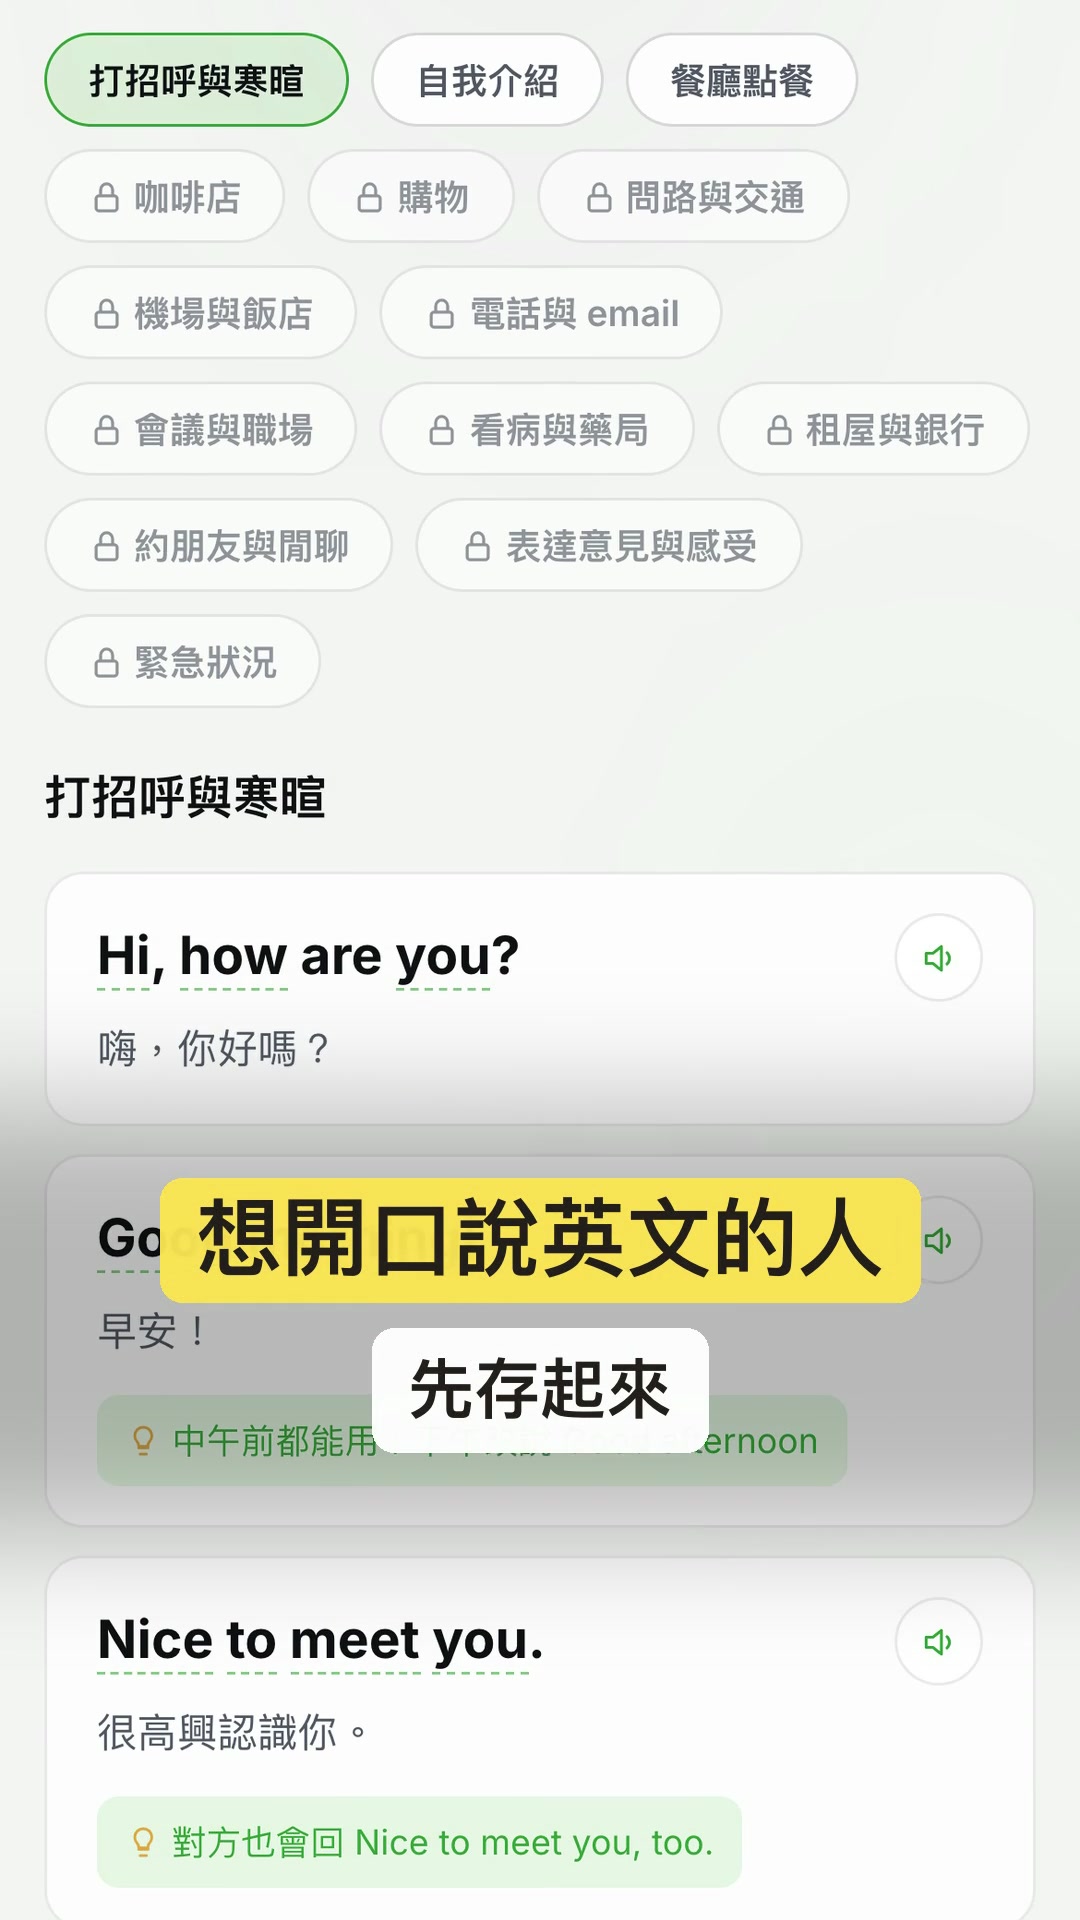 打招呼與寒暄 自我介紹 餐廳點餐
咖啡店 購物 問路與交通
機場與飯店 電話與 email
會議與職場 看病與藥局 租屋與銀行
約朋友與閒聊 表達意見與感受
緊急狀況
打招呼與寒暄
Hi, how are you?
嗨，你好嗎？
想開口說英文的人
早安！
先存起來
中午前都能用
Nice to meet you.
很高興認識你。
對方也會回 Nice to meet you, too.